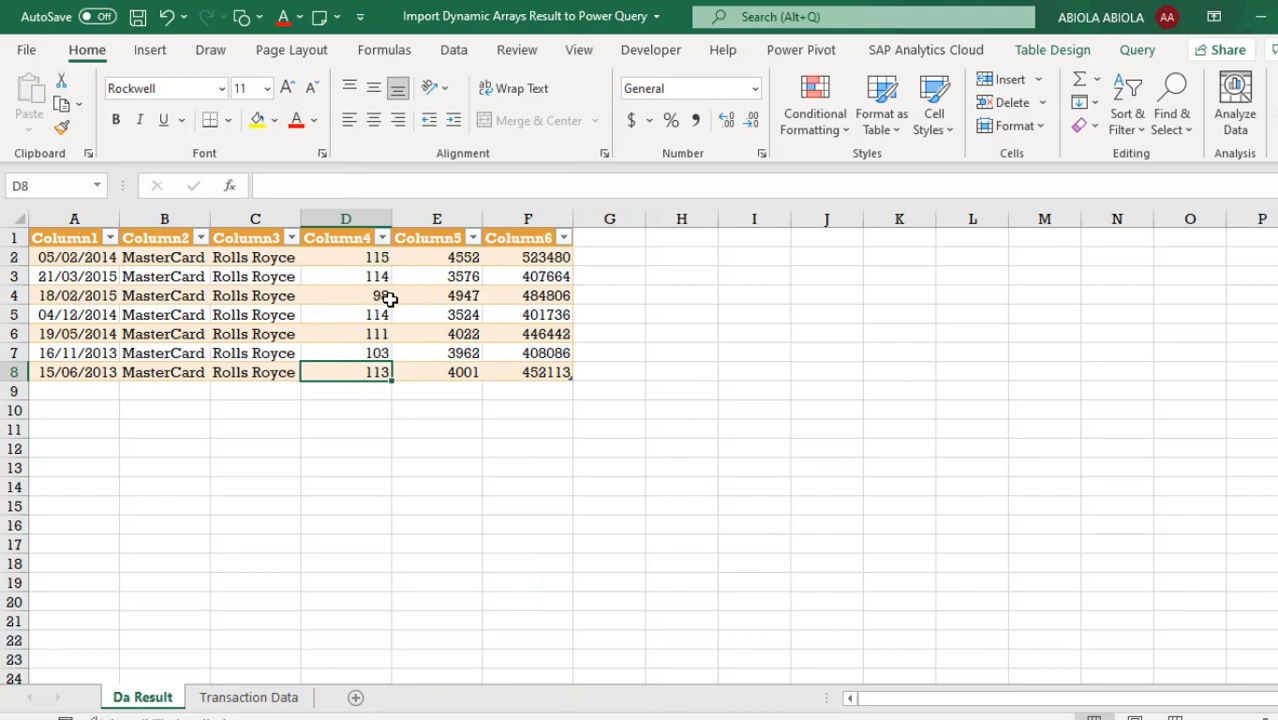 AutoSave Off Import Dynamic Arrays Result to Power Query Search (Alt+Q) ABIOLA ABIOLA AA
File Home Insert Draw Page Layout Formulas Data Review View Developer Help Power Pivot SAP Analytics Cloud Table Design Query Share
Paste Rockwell 11 Wrap Text General Conditional Formatting Format as Table Cell Styles Insert Sort & Filter Find & Select Analyze Data
B I U A Merge & Center $ % 9 Delete
Format
Clipboard Font Alignment Number Styles Cells Editing Analysis
D8 fx
A B C D E F G H I J K L M N O P
1 Column1 Column2 Column3 Column4 Column5 Column6
2 05/02/2014 MasterCard Rolls Royce 115 4552 523480
3 21/03/2015 MasterCard Rolls Royce 114 3576 407664
4 18/02/2015 MasterCard Rolls Royce 4947 484806
5 04/12/2014 MasterCard Rolls Royce 114 3524 401736
6 19/05/2014 MasterCard Rolls Royce 111 4022 446442
7 16/11/2013 MasterCard Rolls Royce 103 3962 408086
8 15/06/2013 MasterCard Rolls Royce 113 4001 452113
9
10
11
12
13
14
15
16
17
18
19
20
21
22
23
24
Da Result Transaction Data